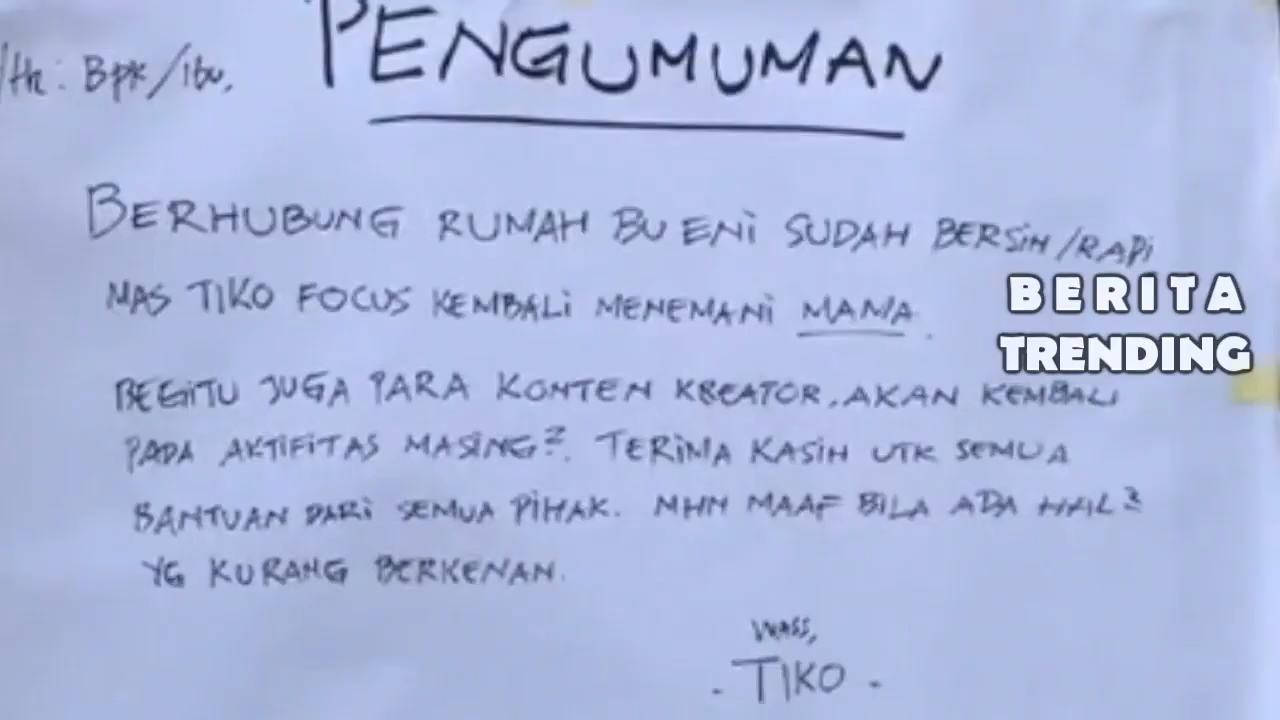 PENGUMUMAN
Yth: Bpk/Ibu,
BERHUBUNG RUMAH BU ENI SUDAH BERSIH/RAPI
MAS TIKO FOCUS KEMBALI MENEMANI MAMA.
BEGITU JUGA PARA KONTEN KREATOR, AKAN KEMBALI
PADA AKTIFITAS MASING². TERIMA KASIH UTK SEMUA
BANTUAN DARI SEMUA PIHAK. MHN MAAF BILA ADA HAL²
YG KURANG BERKENAN.
WASS,
- TIKO -
BERITA
TRENDING